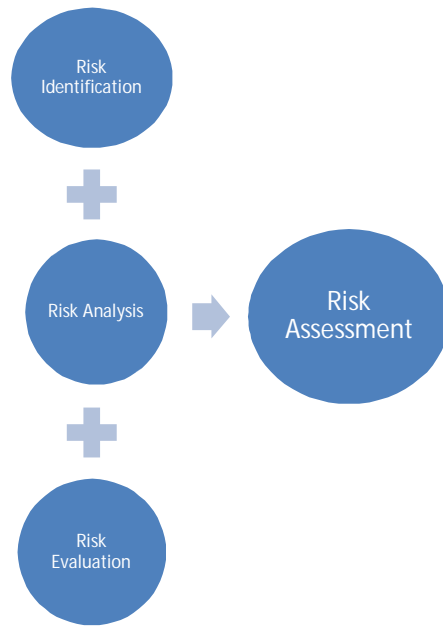 Risk
Identification
Risk Analysis
Risk
Assessment
Risk
Evaluation